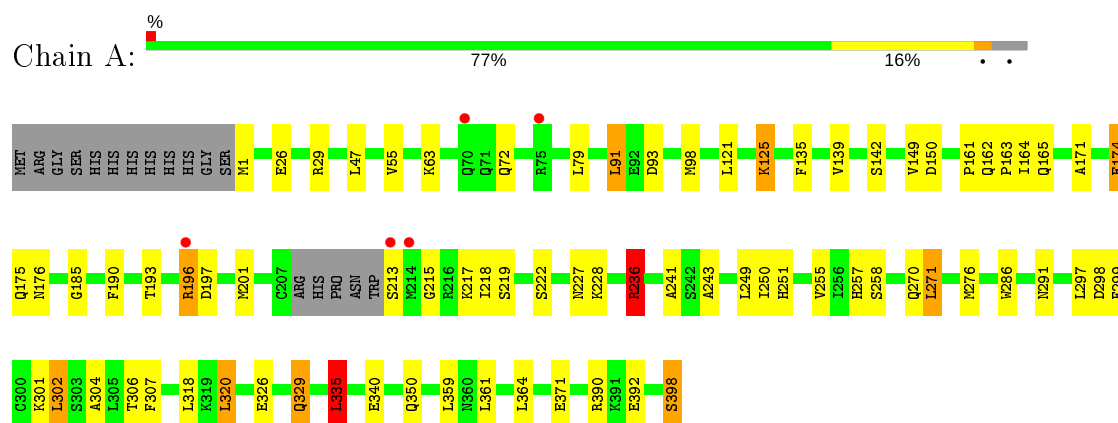 %
Chain A:
77% 16% • •
MET ARG GLY SER HIS HIS HIS HIS HIS HIS GLY SER M1 E26 R29 L47 V55 K63 Q70 Q71 Q72 R75 L79 L91 E92 D93 M98 L121 K125 F135 V139 S142 V149 D150 P161 Q162 P163 I164 Q165 A171 E174
Q175 N176 G185 F190 T193 R196 D197 M201 C207 ARG HIS PRO ASN TRP S213 M214 G215 R216 K217 I218 S219 S222 N227 K228 R236 A241 S242 A243 L249 I250 H251 V255 I256 H257 S258 Q270 L271 M276 W286 N291 L297 D298
C300 K301 L302 S303 A304 L305 T306 F307 L318 K319 L320 E326 Q329 L335 E340 Q350 L359 N360 L361 L364 E371 R390 K391 E392 S398